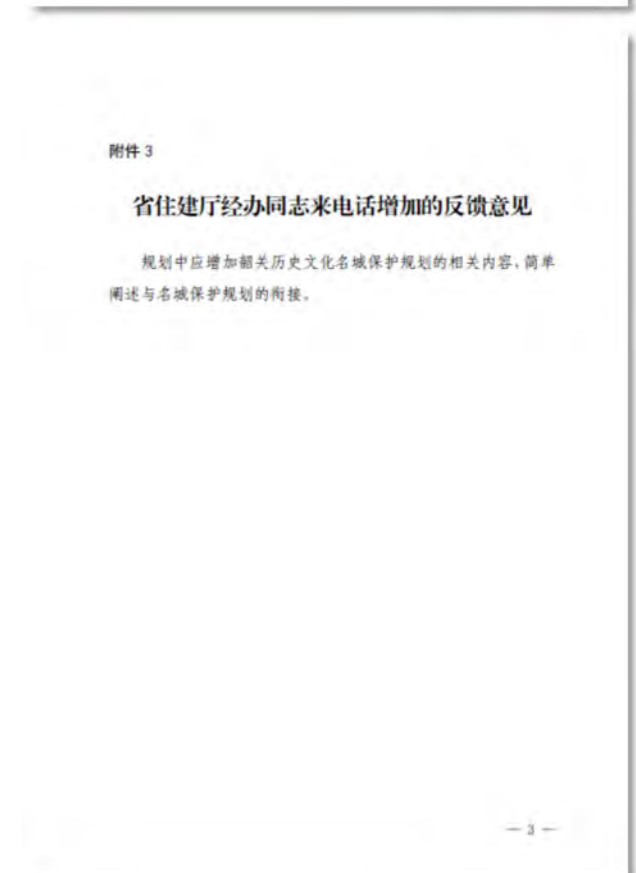 附件 3
省住建厅经办同志来电话增加的反馈意见
规划中应增加韶关历史文化名城保护规划的相关内容、简单
阐述与名城保护规划的衔接。
— 3 —